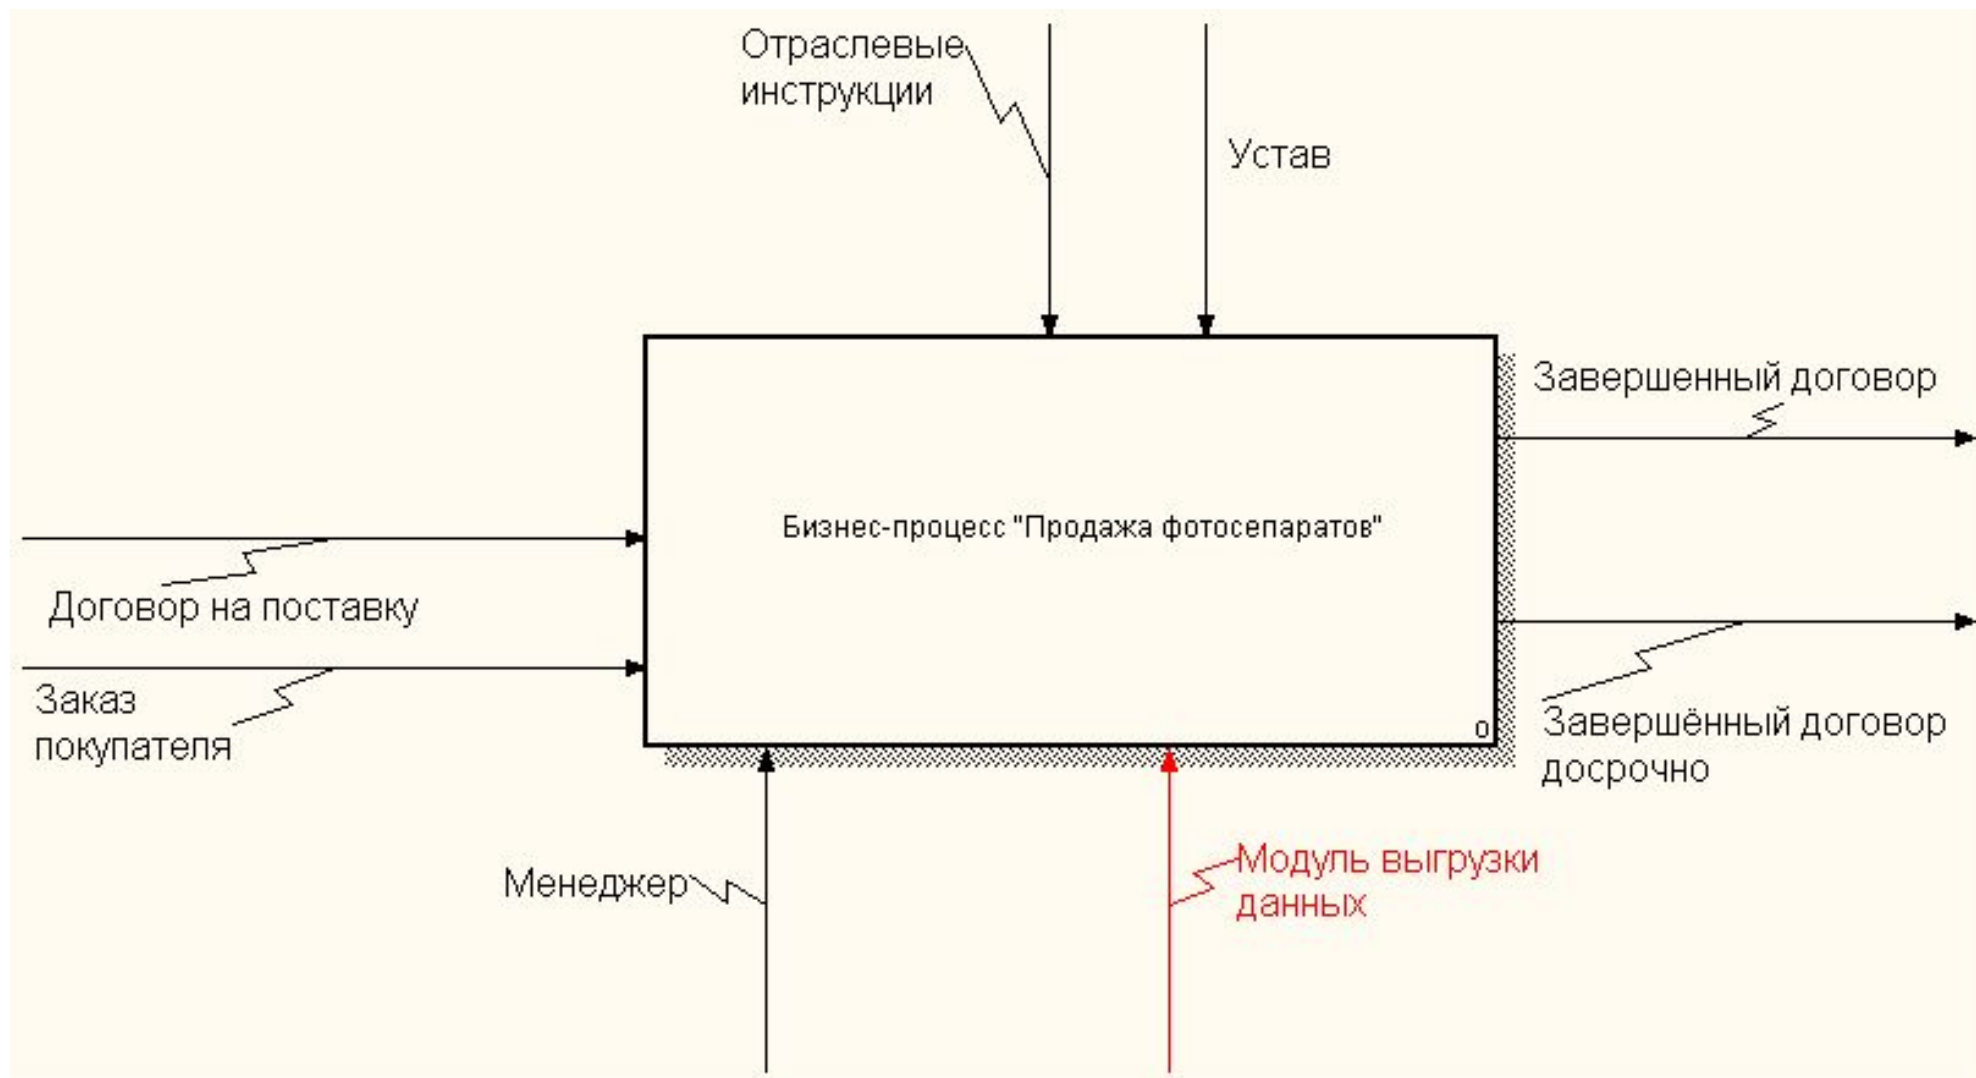 Отраслевые
инструкции
Устав
Завершенный договор
Бизнес-процесс "Продажа фотосепаратов"
Договор на поставку
Заказ
покупателя
0
Завершённый договор
досрочно
Менеджер
Модуль выгрузки
данных